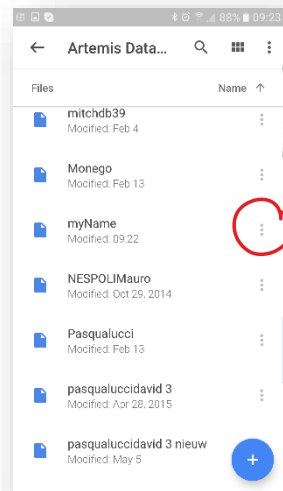 88% 09:23
Artemis Data...
Files Name
mitchdb39
Modified: Feb 4
Monego
Modified: Feb 13
myName
Modified: 09:22
NESPOLIMauro
Modified: Oct 29, 2014
Pasqualucci
Modified: Feb 13
pasqualuccidavid 3
Modified: Apr 28, 2015
pasqualuccidavid 3 nieuw
Modified: May 5